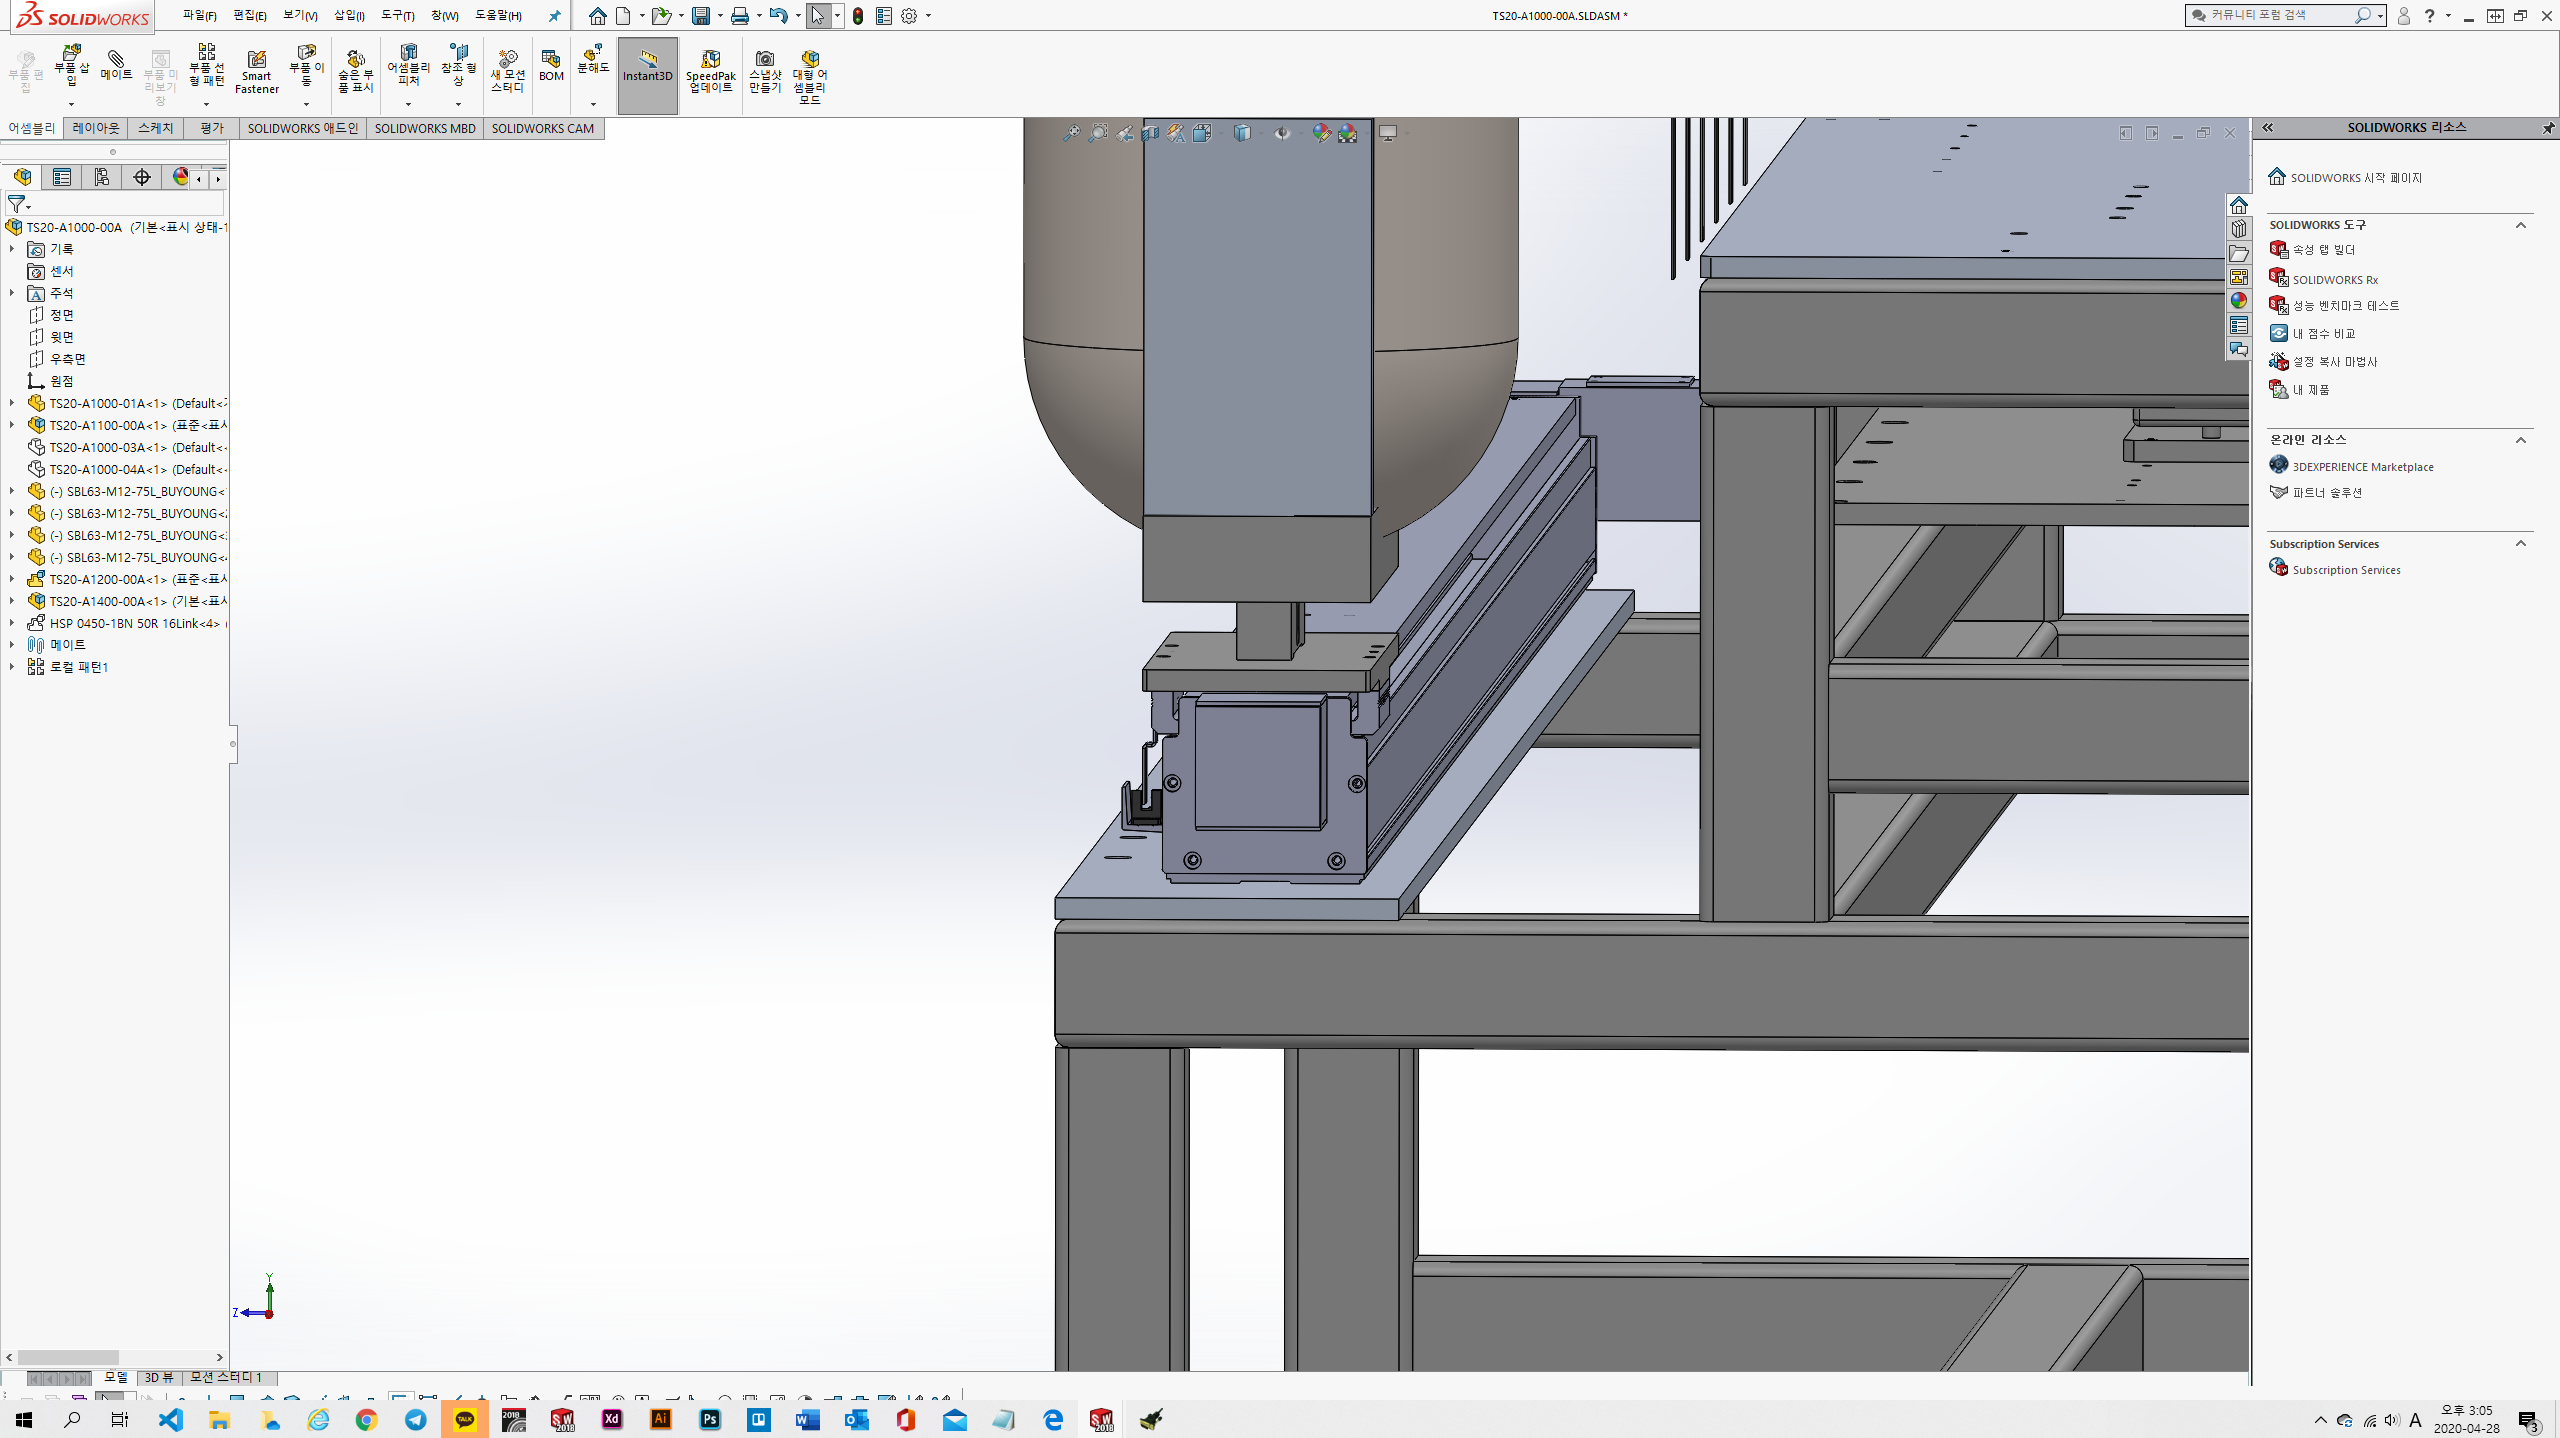 SOLIDWORKS 파일(F) 편집(E) 보기(V) 삽입(I) 도구(T) 창(W) 도움말(H) TS20-A1000-00A.SLDASM * 커뮤니티 포럼 검색
부품 편집
부품 삽입
메이트
부품 미리보기 창
부품 선형 패턴
Smart Fastener
부품 이동
숨은 부품 표시
어셈블리 피처
참조 형상
새 모션 스터디
BOM
분해도
Instant3D
SpeedPak 업데이트
스냅샷 만들기
대형 어셈블리 모드
어셈블리 레이아웃 스케치 평가 SOLIDWORKS 애드인 SOLIDWORKS MBD SOLIDWORKS CAM
TS20-A1000-00A (기본<표시 상태-1
기록
센서
주석
정면
윗면
우측면
원점
TS20-A1000-01A<1> (Default<
TS20-A1100-00A<1> (표준<표시
TS20-A1000-03A<1> (Default<
TS20-A1000-04A<1> (Default<
(-) SBL63-M12-75L_BUYOUNG<
(-) SBL63-M12-75L_BUYOUNG<
(-) SBL63-M12-75L_BUYOUNG<
(-) SBL63-M12-75L_BUYOUNG<
TS20-A1200-00A<1> (표준<표시
TS20-A1400-00A<1> (기본<표시
HSP 0450-1BN 50R 16Link<4> (
메이트
로컬 패턴1
Y
Z
모델 3D 뷰 모션 스터디 1
SOLIDWORKS 리소스
SOLIDWORKS 시작 페이지
SOLIDWORKS 도구
속성 탭 빌더
SOLIDWORKS Rx
성능 벤치마크 테스트
내 점수 비교
설정 복사 마법사
내 제품
온라인 리소스
3DEXPERIENCE Marketplace
파트너 솔루션
Subscription Services
Subscription Services
TALK 2018 SW 2018 Xd Ai Ps SW 2018 A 오후 3:05
2020-04-28
3